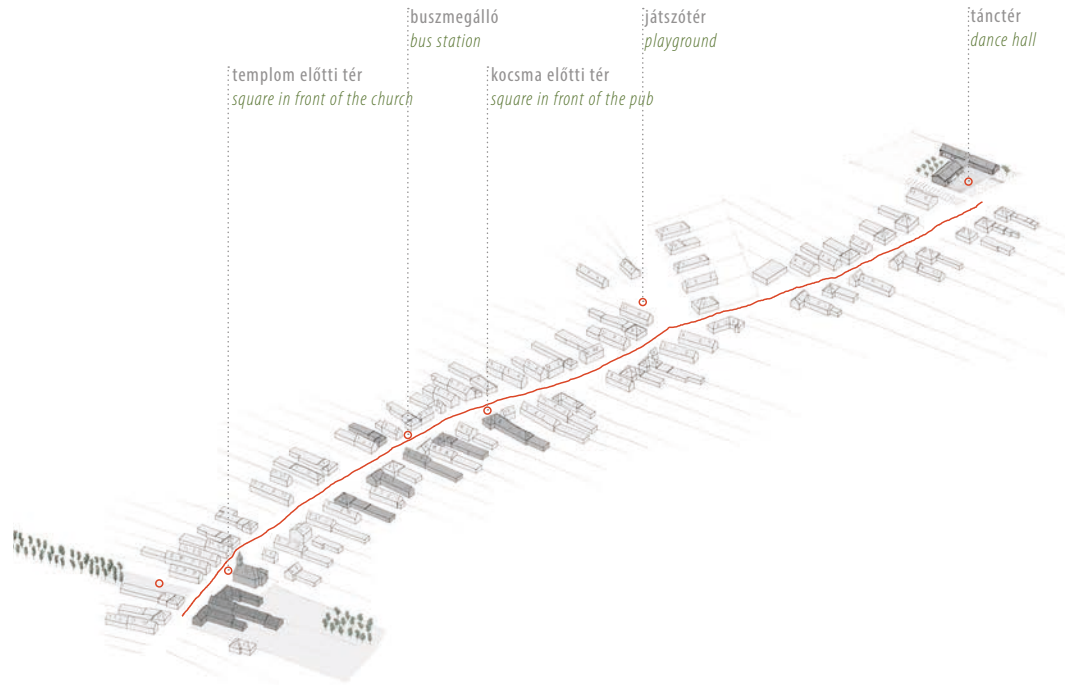 buszmegálló
bus station
játszótér
playground
tánctér
dance hall
templom előtti tér
square in front of the church
kocsma előtti tér
square in front of the pub